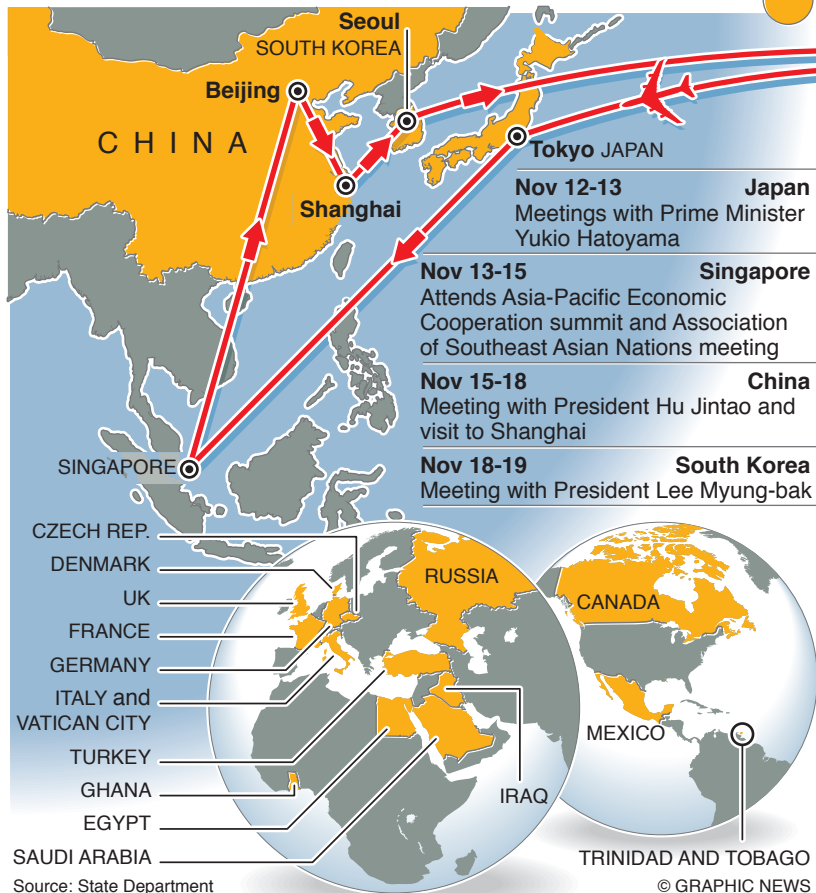 Seoul
SOUTH KOREA
Beijing
CHINA
Tokyo JAPAN
Shanghai
Nov 12-13 Japan
Meetings with Prime Minister
Yukio Hatoyama
Nov 13-15 Singapore
Attends Asia-Pacific Economic
Cooperation summit and Association
of Southeast Asian Nations meeting
Nov 15-18 China
Meeting with President Hu Jintao and
visit to Shanghai
Nov 18-19 South Korea
Meeting with President Lee Myung-bak
SINGAPORE
CZECH REP.
DENMARK
UK
FRANCE
GERMANY
ITALY and
VATICAN CITY
TURKEY
GHANA
EGYPT
SAUDI ARABIA
RUSSIA
IRAQ
CANADA
MEXICO
TRINIDAD AND TOBAGO
Source: State Department
© GRAPHIC NEWS